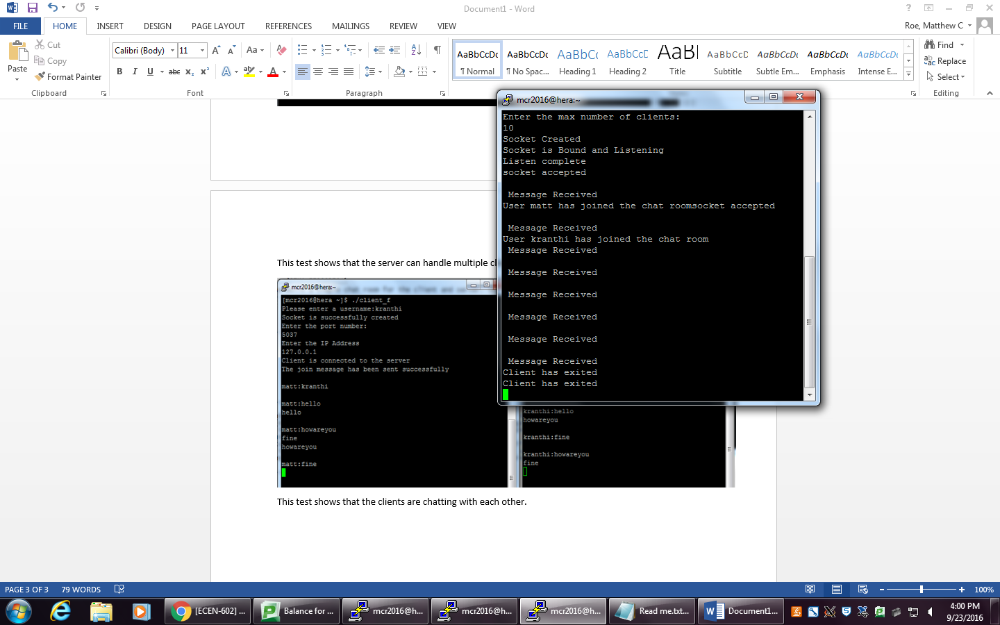 Document1 - Word
FILE
HOME
INSERT
DESIGN
PAGE LAYOUT
REFERENCES
MAILINGS
REVIEW
VIEW
Roe, Matthew C
Paste
Cut
Copy
Format Painter
Clipboard
Calibri (Body)
11
Font
Paragraph
AaBbCcDc
¶ Normal
AaBbCcDc
¶ No Spac...
AaBbCc
Heading 1
AaBbCcD
Heading 2
AaBl
Title
AaBbCcD
Subtitle
AaBbCcDc
Subtle Em...
AaBbCcDc
Emphasis
AaBbCcDc
Intense E...
Find
Replace
Select
Editing
mcr2016@hera:~
Enter the max number of clients:
10
Socket Created
Socket is Bound and Listening
Listen complete
socket accepted
Message Received
User matt has joined the chat roomsocket accepted
Message Received
User kranthi has joined the chat room
Message Received
Message Received
Message Received
Message Received
Message Received
Message Received
Client has exited
Client has exited
This test shows that the server can handle multiple
mcr2016@hera:~
[mcr2016@hera ~]$ ./client_f
Please enter a username:kranthi
Socket is successfully created
Enter the port number:
5037
Enter the IP Address
127.0.0.1
Client is connected to the server
The join message has been sent successfully
matt:kranthi
matt:hello
hello
matt:howareyou
fine
howareyou
matt:fine
kranthi:hello
howareyou
kranthi:fine
kranthi:howareyou
fine
This test shows that the clients are chatting with each other.
PAGE 3 OF 3
79 WORDS
100%
[ECEN-602] ...
Balance for ...
mcr2016@h...
mcr2016@h...
mcr2016@h...
Read me.txt...
Document1...
4:00 PM
9/23/2016